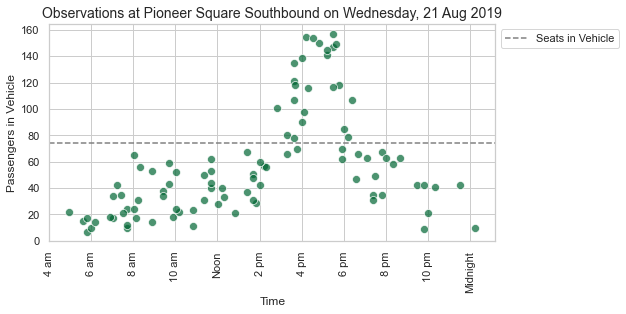 Observations at Pioneer Square Southbound on Wednesday, 21 Aug 2019
Seats in Vehicle
Passengers in Vehicle
160
140
120
100
80
60
40
20
0
4 am
6 am
8 am
10 am
Noon
2 pm
4 pm
6 pm
8 pm
10 pm
Midnight
Time